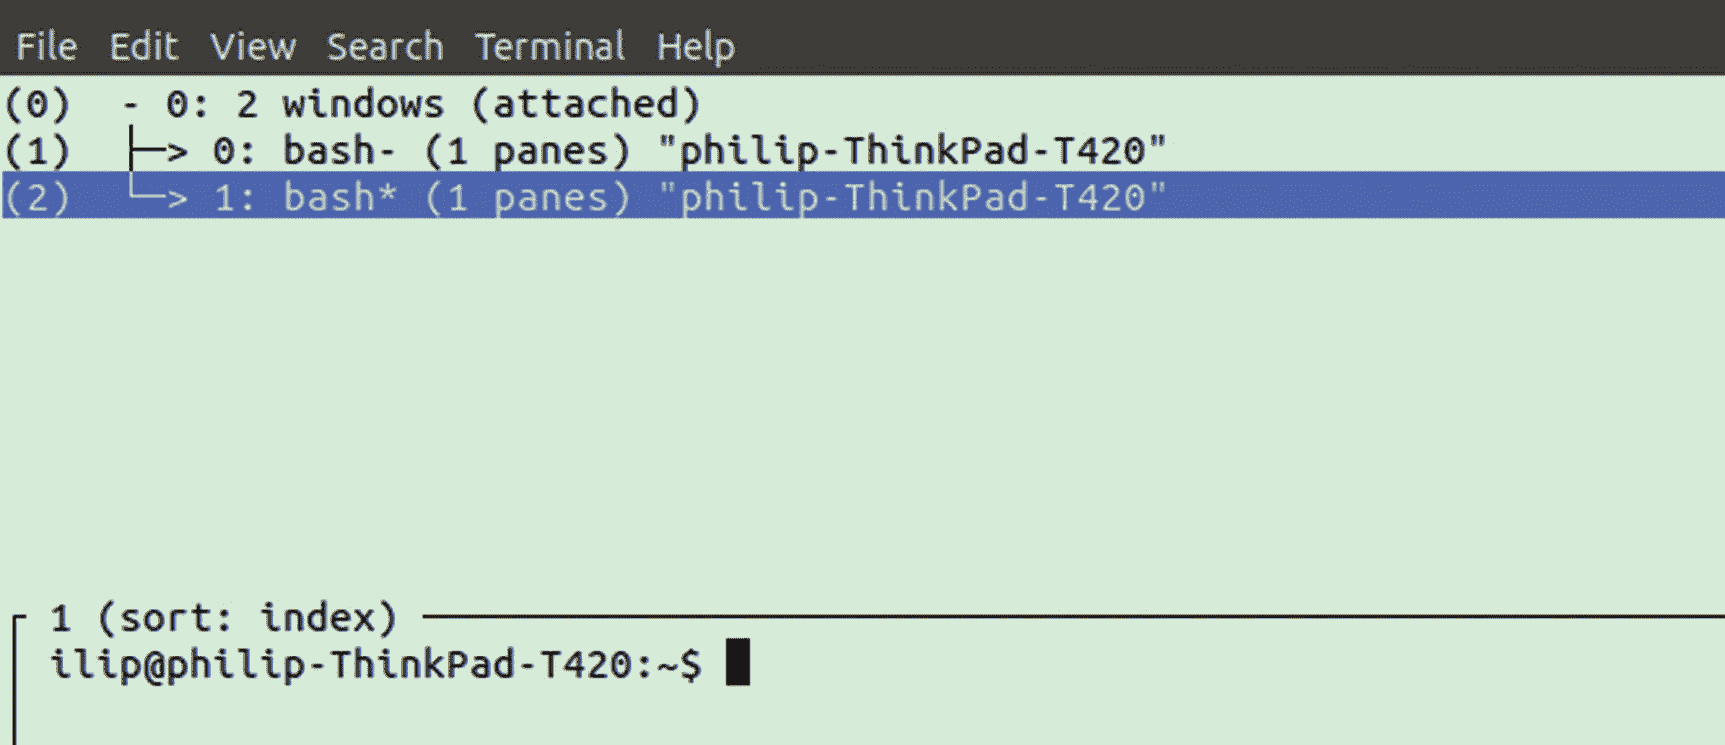 File Edit View Search Terminal Help
(0)  - 0: 2 windows (attached)
(1)  ├─> 0: bash- (1 panes) "philip-ThinkPad-T420"
(2)  └─> 1: bash* (1 panes) "philip-ThinkPad-T420"
1 (sort: index)
ilip@philip-ThinkPad-T420:~$